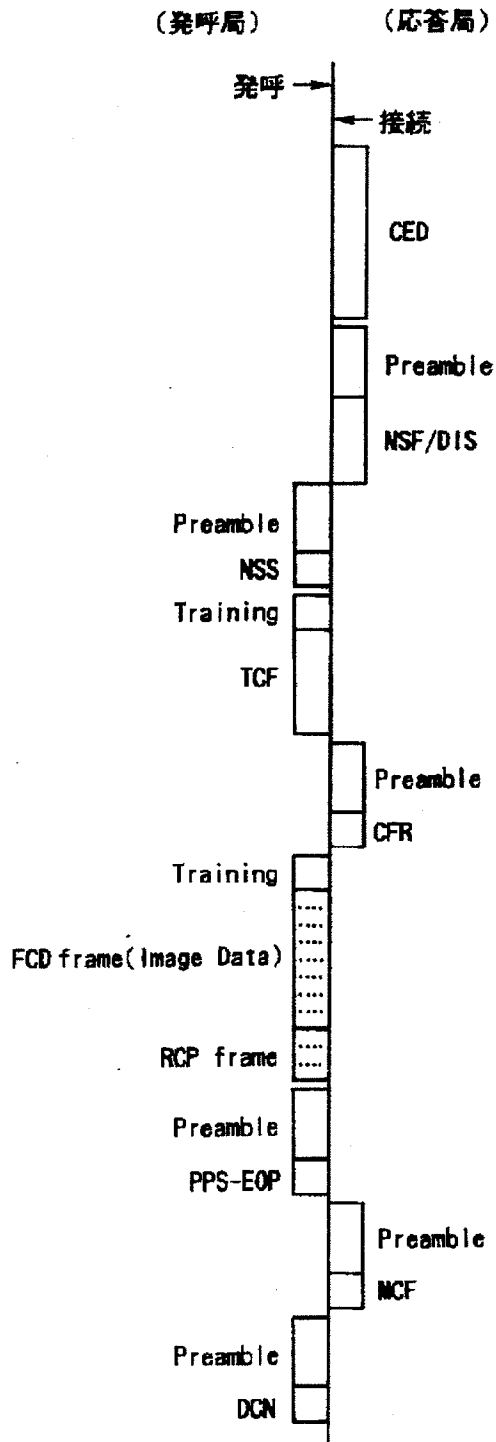 (発呼局) (応答局)
発呼
接続
CED
Preamble
NSF/DIS
Preamble
NSS
Training
TCF
Preamble
CFR
Training
FCD frame(Image Data)
RCP frame
Preamble
PPS-EOP
Preamble
MCF
Preamble
DCN